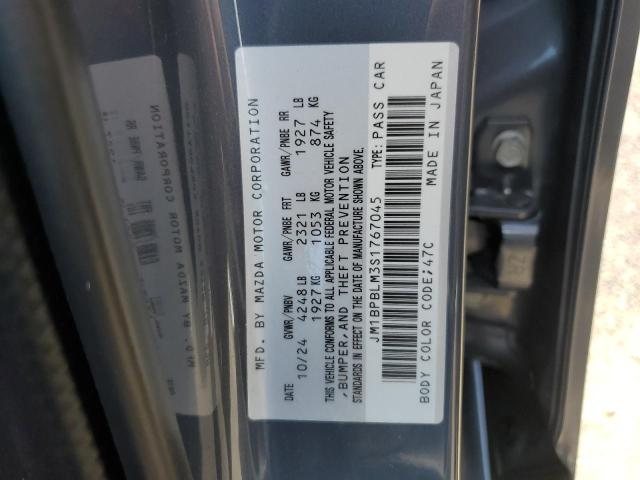 MFD. BY MAZDA MOTOR CORPORATION
GVWR/PNBV GAWR/PNBE FRT GAWR/PNBE RR
DATE 10/24 4248 LB 2321 LB 1927 LB
1927 KG 1053 KG 874 KG
THIS VEHICLE CONFORMS TO ALL APPLICABLE FEDERAL MOTOR VEHICLE SAFETY
,BUMPER,AND THEFT PREVENTION
STANDARDS IN EFFECT ON THE DATE OF MANUFACTURE SHOWN ABOVE.
JM1BPBLM3S1767045 TYPE: PASS CAR
BODY COLOR CODE;47C MADE IN JAPAN